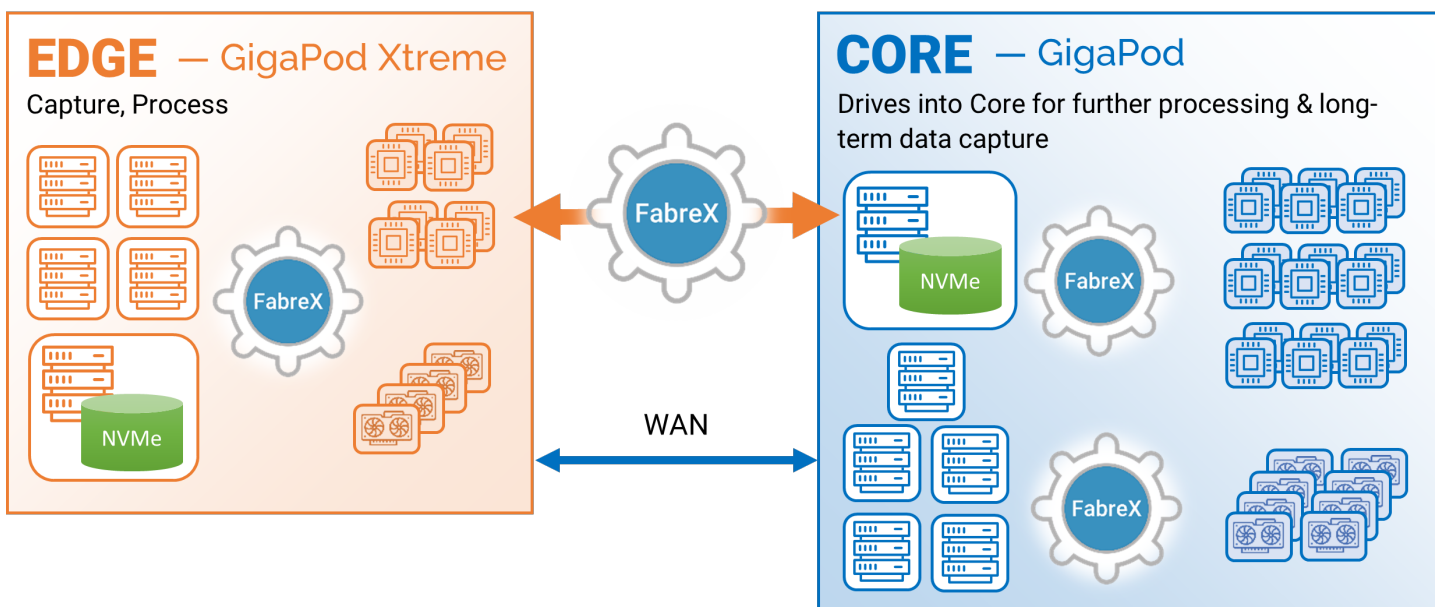 EDGE — GigaPod Xtreme
Capture, Process
FabreX
NVMe
FabreX
WAN
CORE — GigaPod
Drives into Core for further processing & long-
term data capture
NVMe
FabreX
FabreX